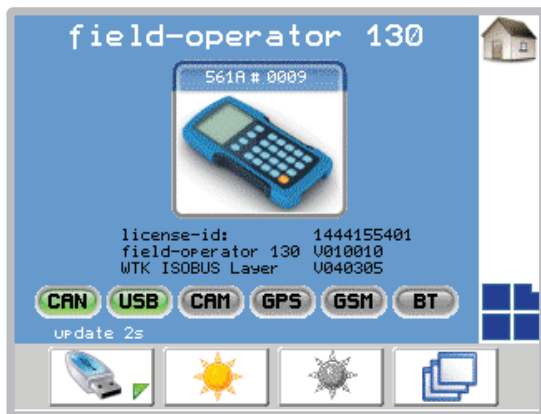 field-operator 130
561A # 0009
license-id: 1444155401
field-operator 130 V010010
WTK ISOBUS Layer V040305
CAN USB CAM GPS GSM BT
update 2s